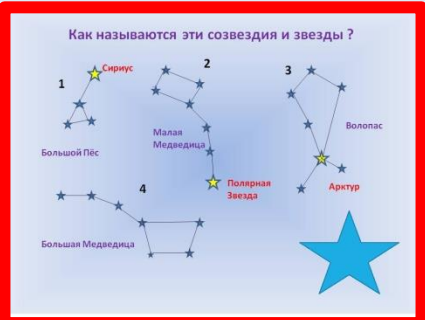 Как называются эти созвездия и звезды ?
1
Сириус
Большой Пёс
2
Малая
Медведица
Полярная
Звезда
3
Волопас
Арктур
4
Большая Медведица